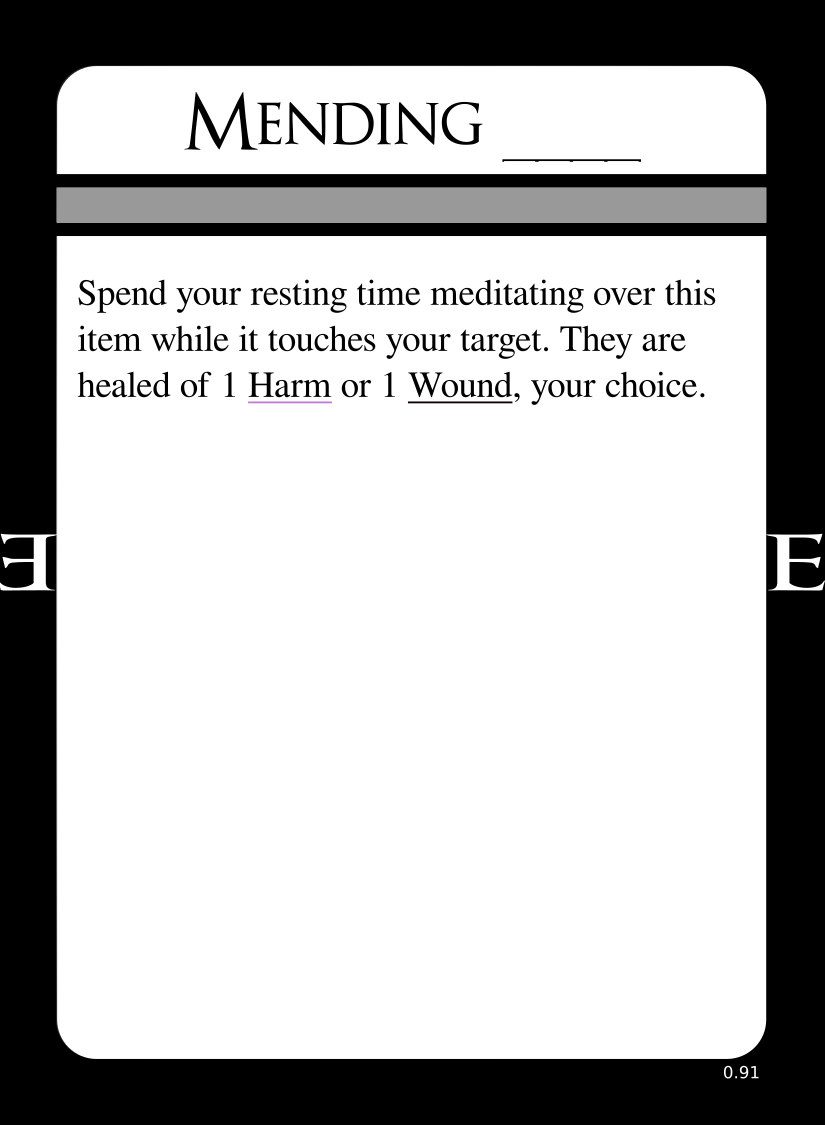 MENDING ____
Spend your resting time meditating over this
item while it touches your target. They are
healed of 1 Harm or 1 Wound, your choice.
E
E
0.91